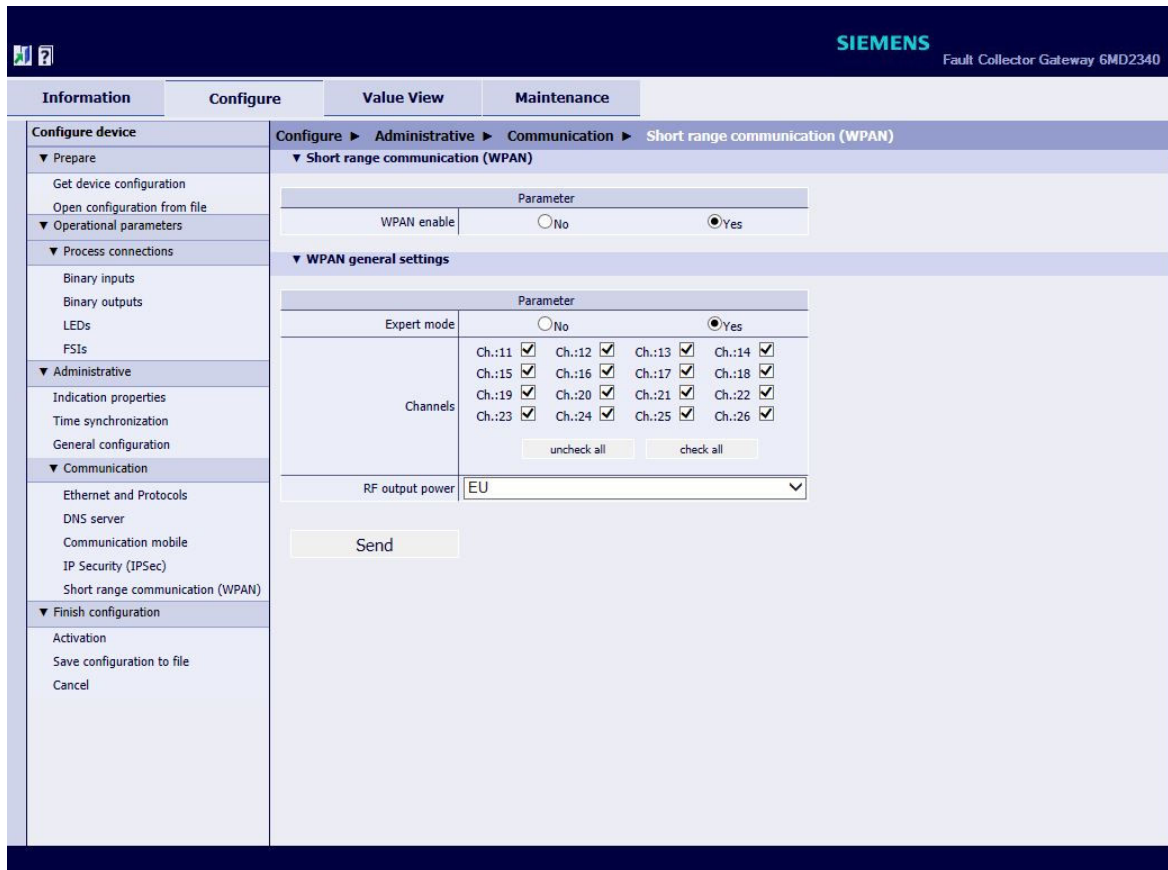 SIEMENS
Fault Collector Gateway 6MD2340
Information Configure Value View Maintenance
Configure device
▼ Prepare
Get device configuration
Open configuration from file
▼ Operational parameters
▼ Process connections
Binary inputs
Binary outputs
LEDs
FSIs
▼ Administrative
Indication properties
Time synchronization
General configuration
▼ Communication
Ethernet and Protocols
DNS server
Communication mobile
IP Security (IPSec)
Short range communication (WPAN)
▼ Finish configuration
Activation
Save configuration to file
Cancel
Configure ► Administrative ► Communication ► Short range communication (WPAN)
▼ Short range communication (WPAN)
Parameter
WPAN enable No Yes
▼ WPAN general settings
Parameter
Expert mode No Yes
Channels
Ch.:11 Ch.:12 Ch.:13 Ch.:14
Ch.:15 Ch.:16 Ch.:17 Ch.:18
Ch.:19 Ch.:20 Ch.:21 Ch.:22
Ch.:23 Ch.:24 Ch.:25 Ch.:26
uncheck all check all
RF output power EU
Send